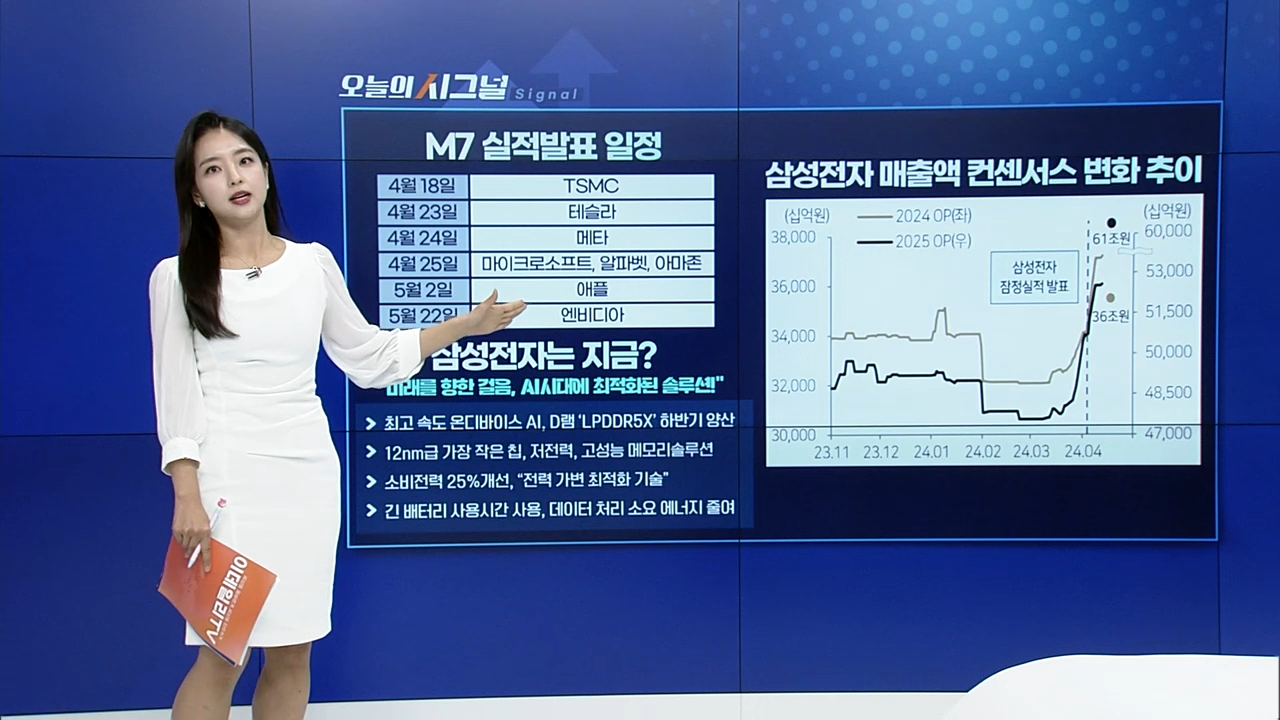 오늘의 시그널 Signal
M7 실적발표 일정
4월 18일 TSMC
4월 23일 테슬라
4월 24일 메타
4월 25일 마이크로소프트, 알파벳, 아마존
5월 2일 애플
5월 22일 엔비디아
삼성전자는 지금?
미래를 향한 걸음, AI시대에 최적화된 솔루션!"
최고 속도 온디바이스 AI, D램 'LPDDR5X' 하반기 양산
12nm급 가장 작은 칩, 저전력, 고성능 메모리솔루션
소비전력 25%개선, "전력 가변 최적화 기술"
긴 배터리 사용시간 사용, 데이터 처리 소요 에너지 줄여
삼성전자 매출액 컨센서스 변화 추이
(십억원) 2024 OP(좌) (십억원)
2025 OP(우)
38,000
36,000
34,000
32,000
30,000
삼성전자
잠정실적 발표
61조원
36조원
60,000
53,000
51,500
50,000
48,500
47,000
23.11 23.12 24.01 24.02 24.03 24.04
이데일리TV